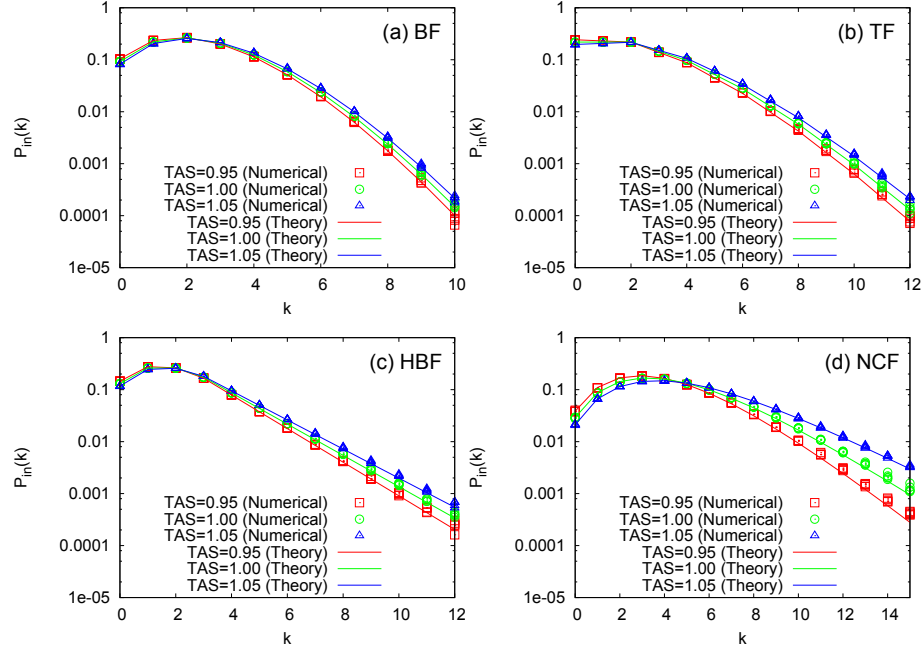 (a) BF
P_in(k)
1
0.1
0.01
0.001
0.0001
1e-05
TAS=0.95 (Numerical)
TAS=1.00 (Numerical)
TAS=1.05 (Numerical)
TAS=0.95 (Theory)
TAS=1.00 (Theory)
TAS=1.05 (Theory)
0 2 4 6 8 10
k
(b) TF
P_in(k)
1
0.1
0.01
0.001
0.0001
1e-05
TAS=0.95 (Numerical)
TAS=1.00 (Numerical)
TAS=1.05 (Numerical)
TAS=0.95 (Theory)
TAS=1.00 (Theory)
TAS=1.05 (Theory)
0 2 4 6 8 10 12
k
(c) HBF
P_in(k)
1
0.1
0.01
0.001
0.0001
1e-05
TAS=0.95 (Numerical)
TAS=1.00 (Numerical)
TAS=1.05 (Numerical)
TAS=0.95 (Theory)
TAS=1.00 (Theory)
TAS=1.05 (Theory)
0 2 4 6 8 10 12
k
(d) NCF
P_in(k)
1
0.1
0.01
0.001
0.0001
1e-05
TAS=0.95 (Numerical)
TAS=1.00 (Numerical)
TAS=1.05 (Numerical)
TAS=0.95 (Theory)
TAS=1.00 (Theory)
TAS=1.05 (Theory)
0 2 4 6 8 10 12 14
k